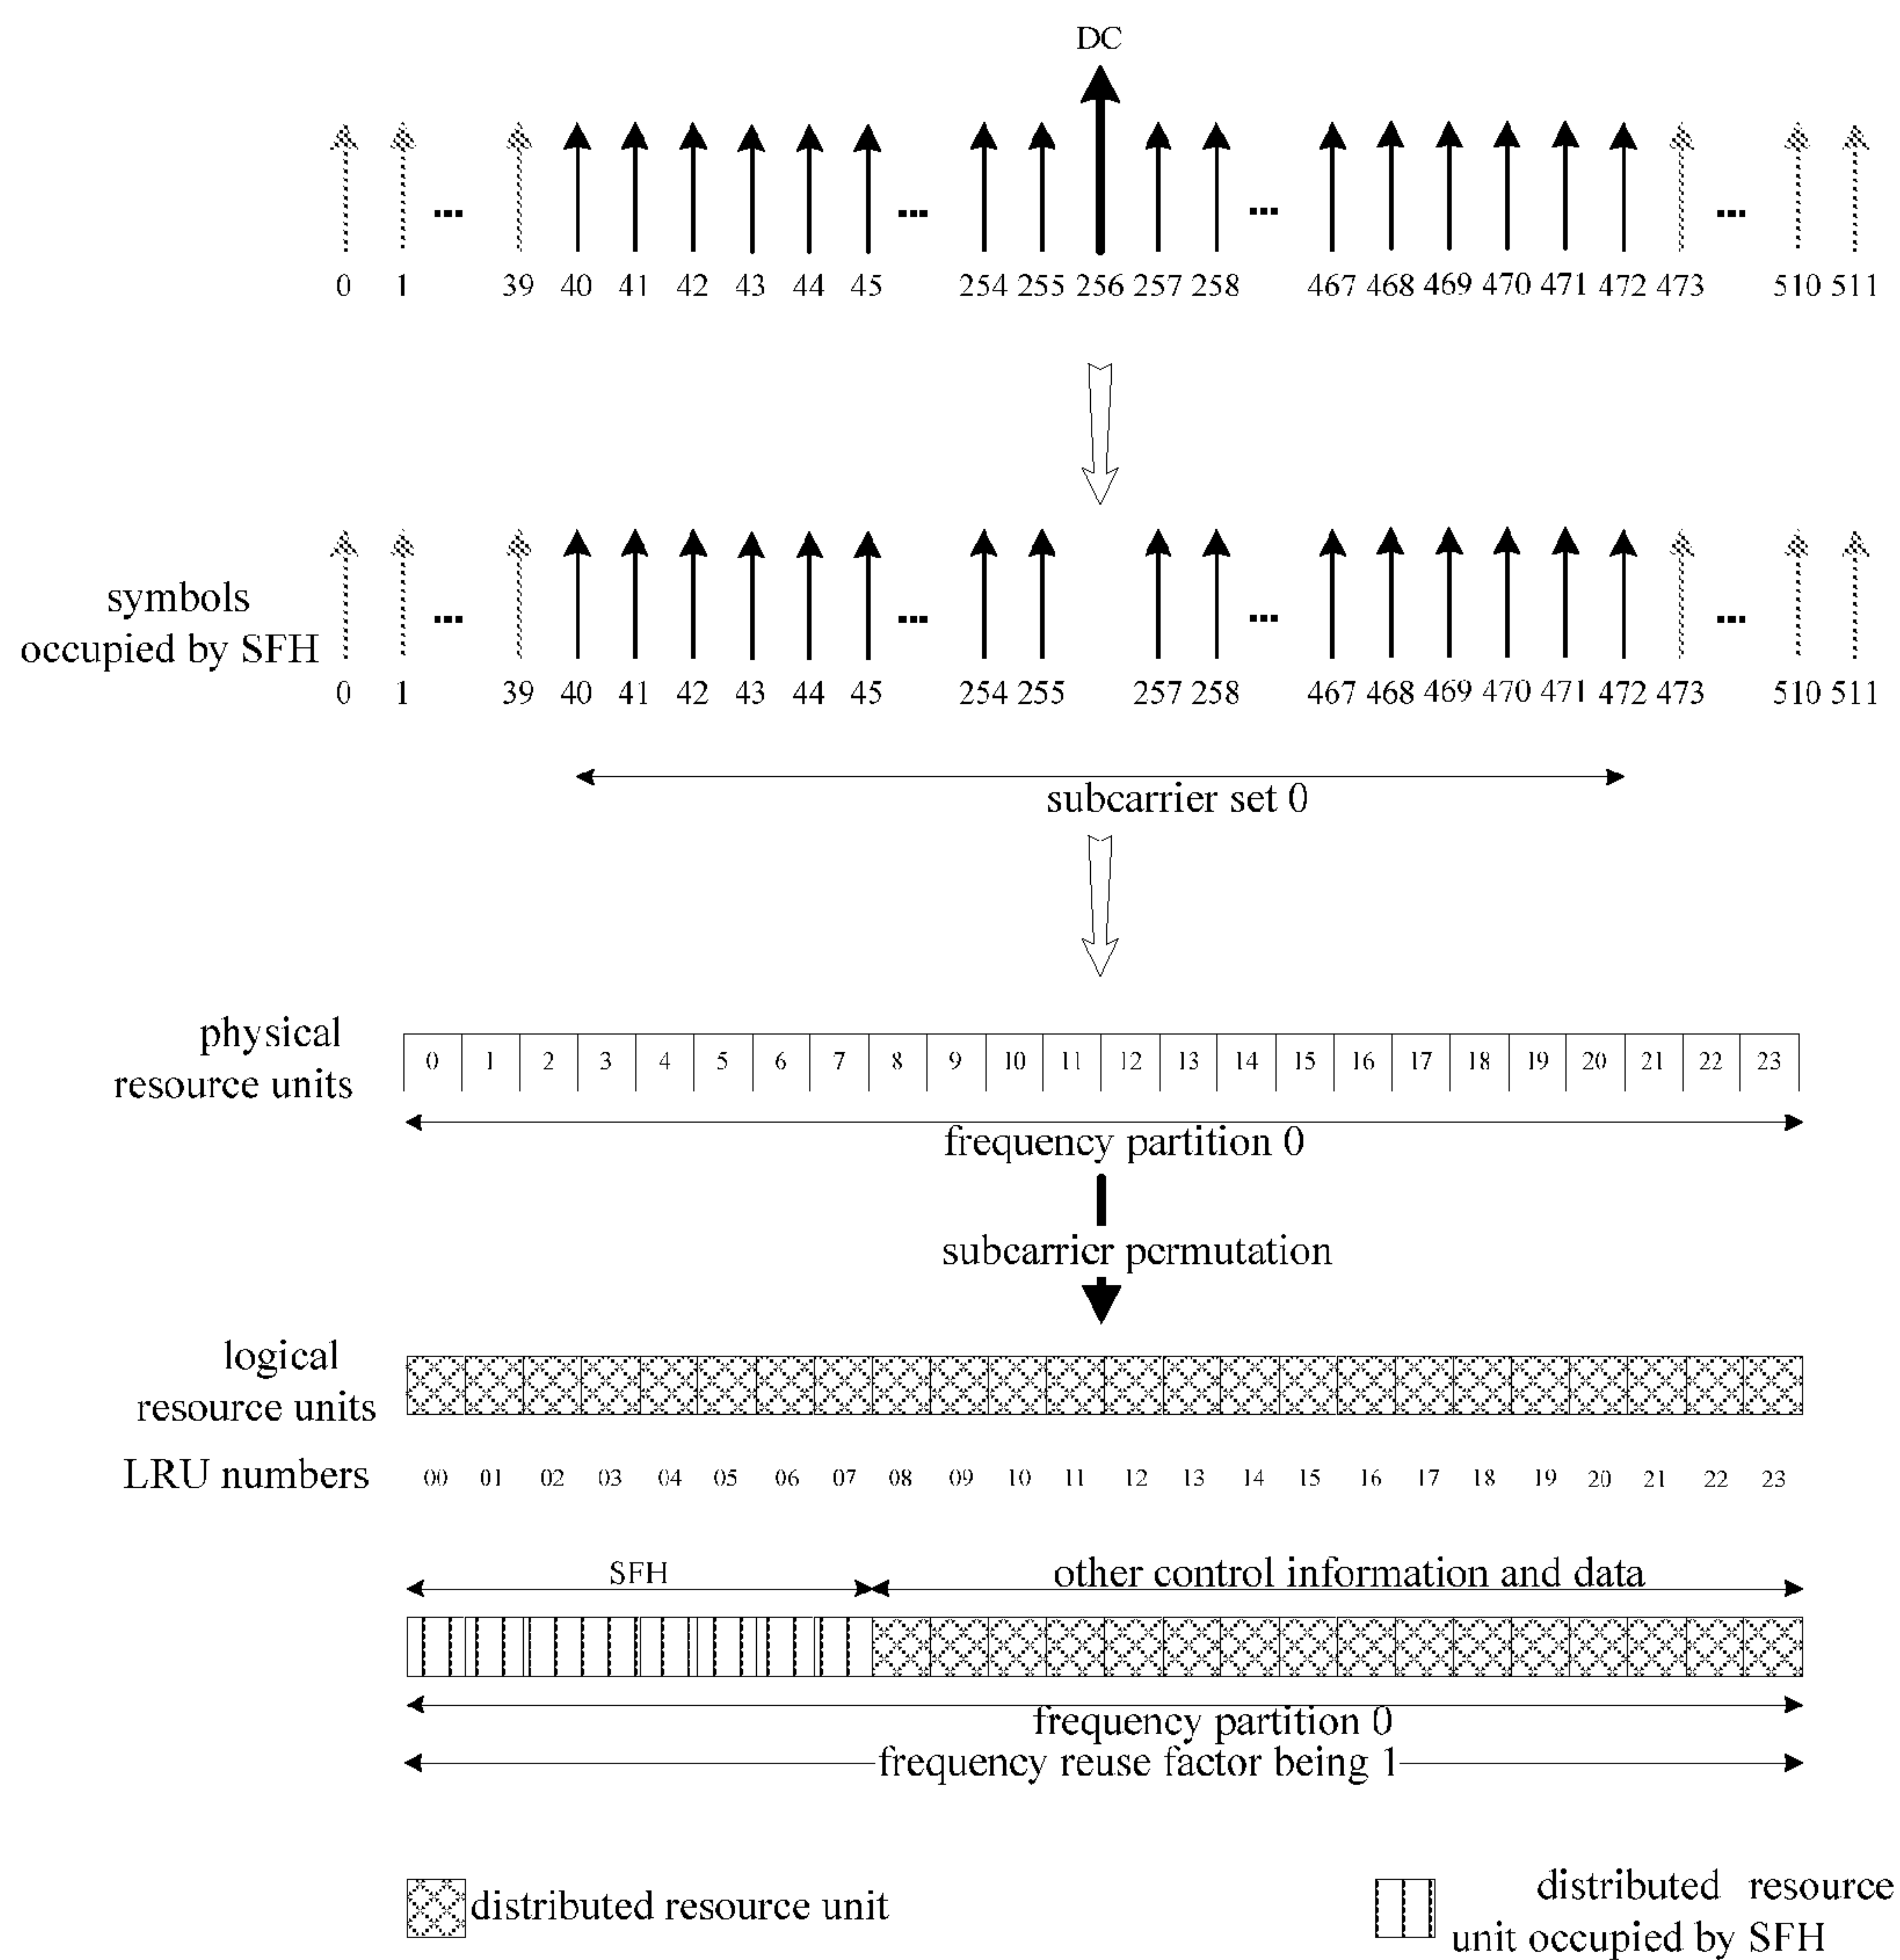 DC
0 1 ... 39 40 41 42 43 44 45 ... 254 255 256 257 258 ... 467 468 469 470 471 472 473 ... 510 511
symbols
occupied by SFH
... ... ... ...
0 1 39 40 41 42 43 44 45 254 255 257 258 467 468 469 470 471 472 473 510 511
subcarrier set 0
physical
resource units
0 1 2 3 4 5 6 7 8 9 10 11 12 13 14 15 16 17 18 19 20 21 22 23
frequency partition 0
subcarrier permutation
logical
resource units
LRU numbers 00 01 02 03 04 05 06 07 08 09 10 11 12 13 14 15 16 17 18 19 20 21 22 23
SFH other control information and data
frequency partition 0
frequency reuse factor being 1
distributed resource unit
distributed resource
unit occupied by SFH